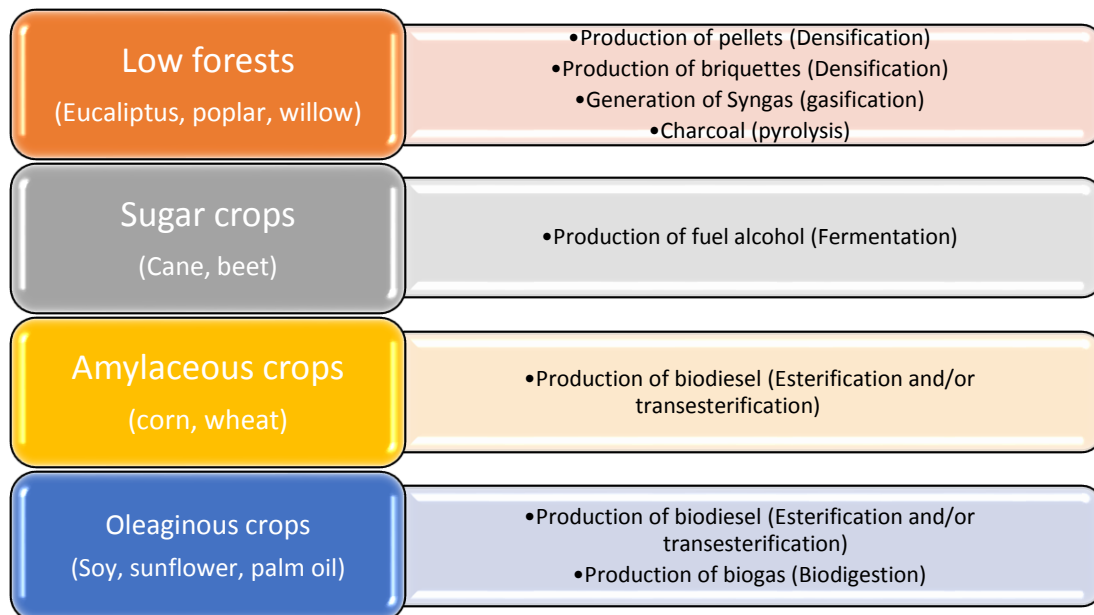 Low forests
(Eucaliptus, poplar, willow)
•Production of pellets (Densification)
•Production of briquettes (Densification)
•Generation of Syngas (gasification)
•Charcoal (pyrolysis)
Sugar crops
(Cane, beet)
•Production of fuel alcohol (Fermentation)
Amylaceous crops
(corn, wheat)
•Production of biodiesel (Esterification and/or
transesterification)
Oleaginous crops
(Soy, sunflower, palm oil)
•Production of biodiesel (Esterification and/or
transesterification)
•Production of biogas (Biodigestion)